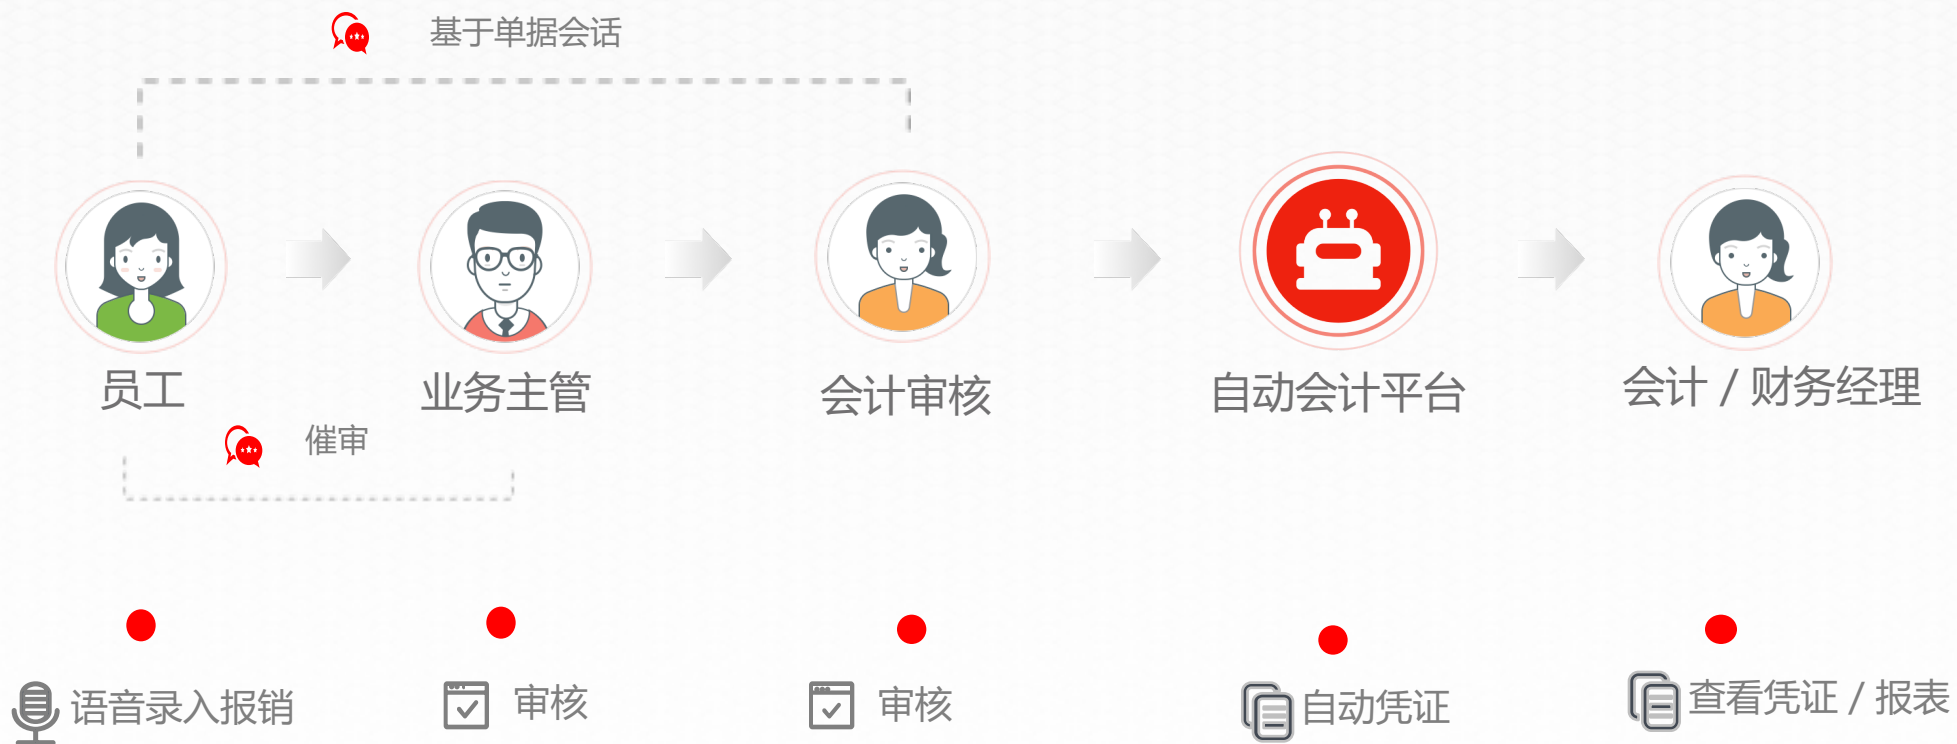 基于单据会话
员工
业务主管
会计审核
自动会计平台
会计 / 财务经理
催审
语音录入报销
审核
审核
自动凭证
查看凭证 / 报表